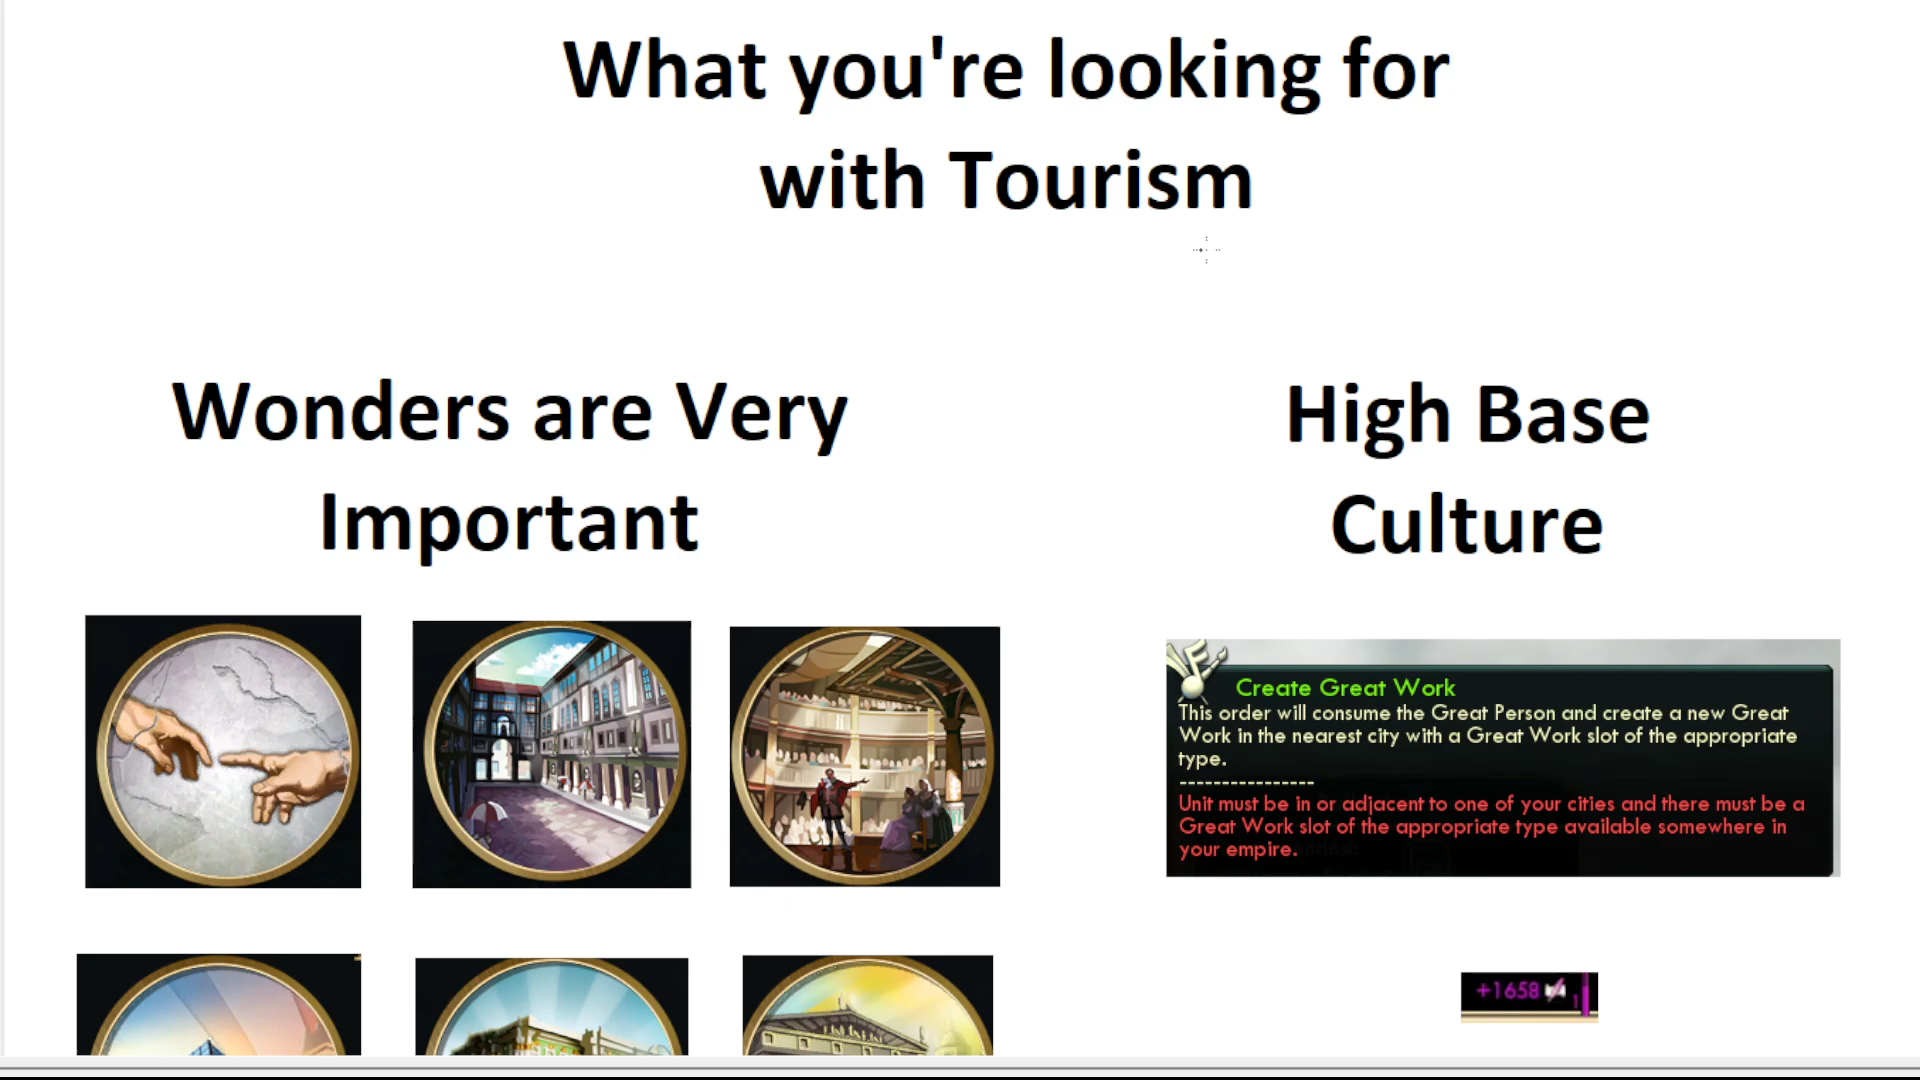 What you're looking for
with Tourism
Wonders are Very
Important
High Base
Culture
Create Great Work
This order will consume the Great Person and create a new Great
Work in the nearest city with a Great Work slot of the appropriate
type.
----------------
Unit must be in or adjacent to one of your cities and there must be a
Great Work slot of the appropriate type available somewhere in
your empire.
+1658
1